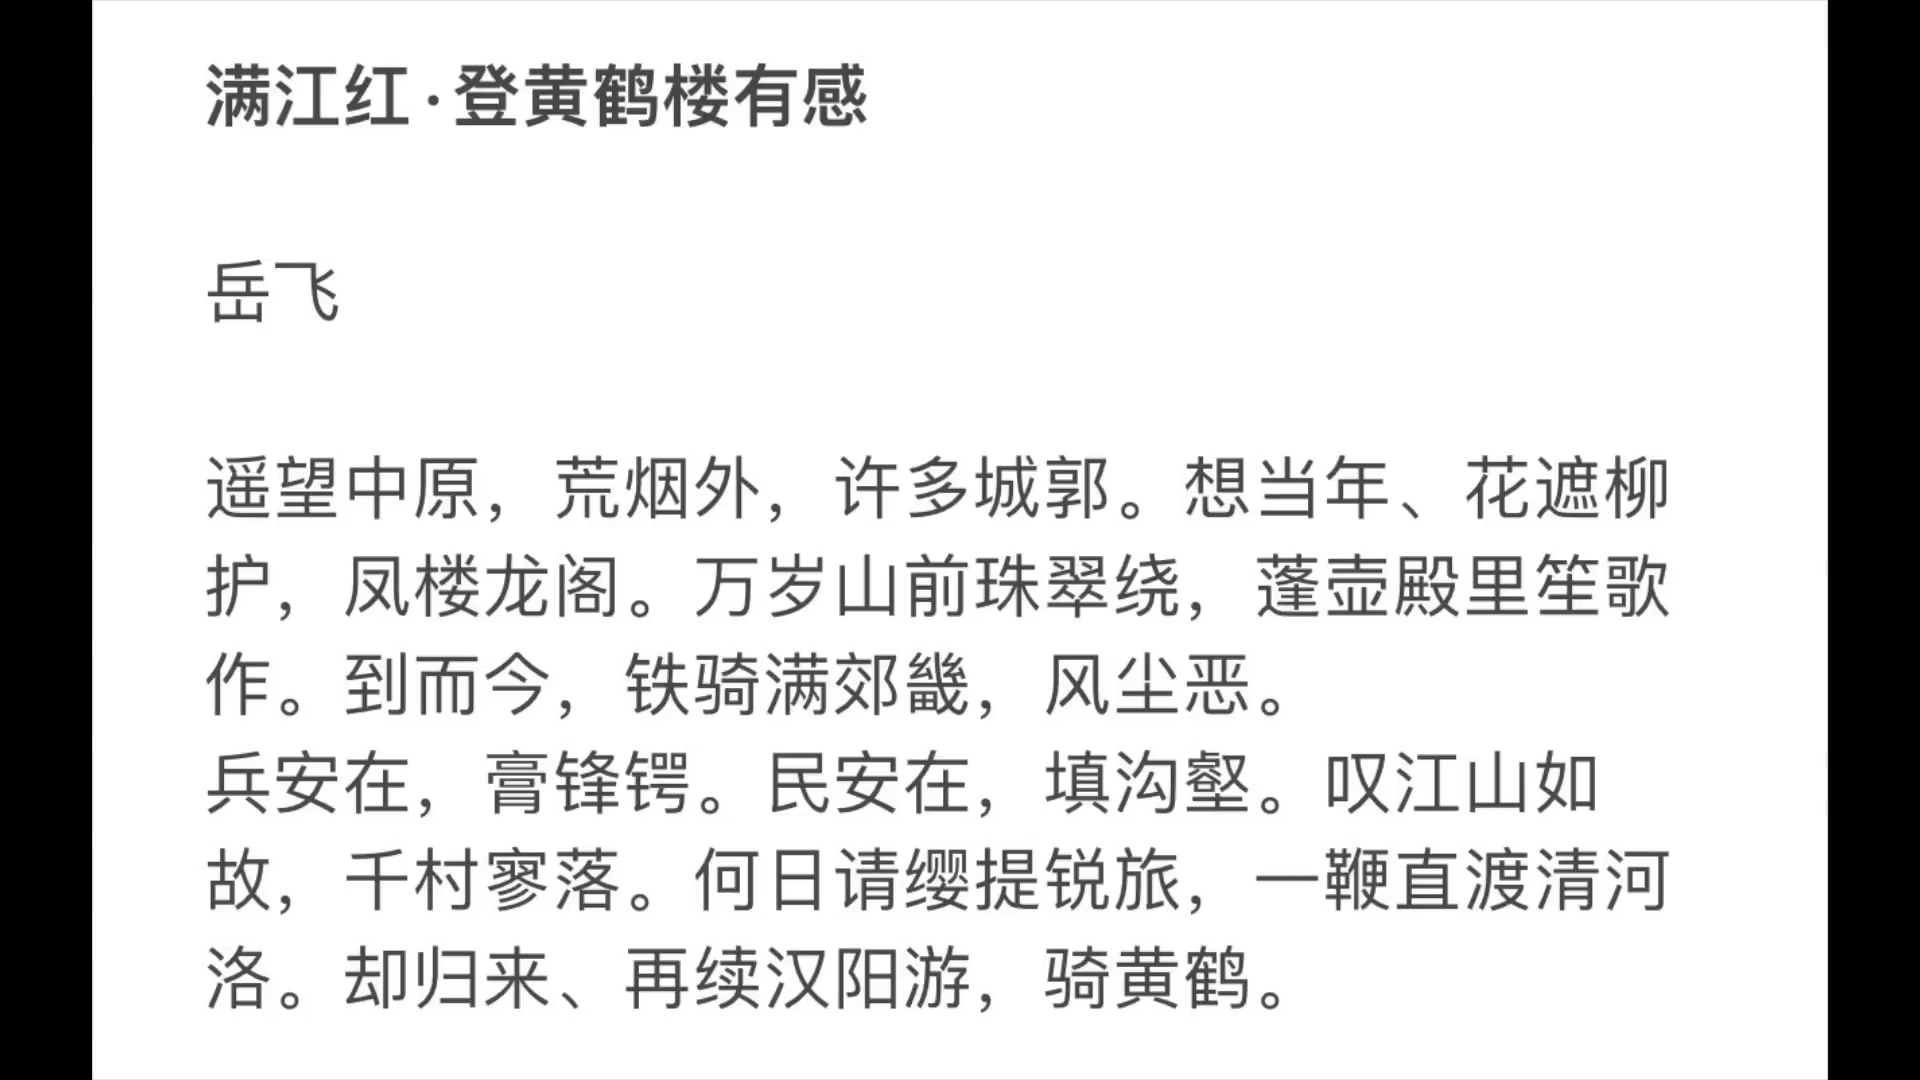 满江红·登黄鹤楼有感
岳飞
遥望中原，荒烟外，许多城郭。想当年、花遮柳
护，凤楼龙阁。万岁山前珠翠绕，蓬壶殿里笙歌
作。到而今，铁骑满郊畿，风尘恶。
兵安在，膏锋锷。民安在，填沟壑。叹江山如
故，千村寥落。何日请缨提锐旅，一鞭直渡清河
洛。却归来、再续汉阳游，骑黄鹤。